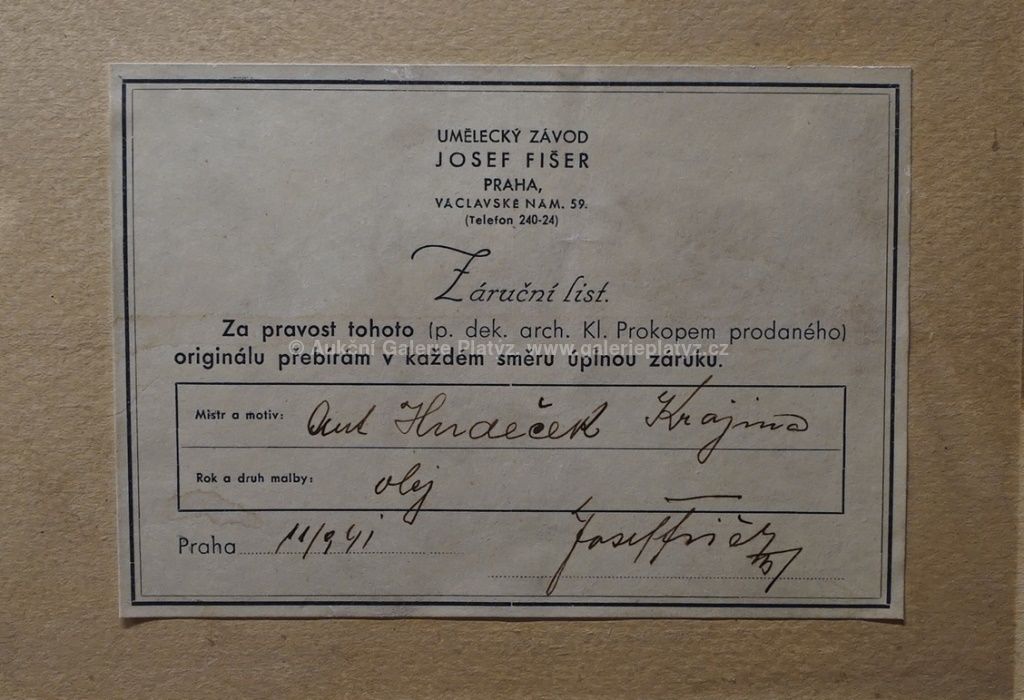 UMĚLECKÝ ZÁVOD
JOSEF FIŠER
PRAHA,
VÁCLAVSKÉ NÁM. 59.
(Telefon 240-24)
Záruční list.
Za pravost tohoto (p. dek. arch. Kl. Prokopem prodaného)
© Aukční Galerie Platýz, www.galerieplatyz.cz
originálu přebírám v každém směru úplnou záruku.
Mistr a motiv: Ant Hudeček Krajina
Rok a druh malby: olej
Praha 11/9 41
Josef Fišer